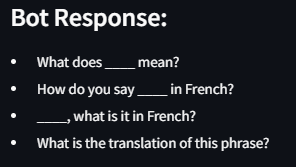 Bot Response:
• What does ____ mean?
• How do you say ____ in French?
• ____, what is it in French?
• What is the translation of this phrase?